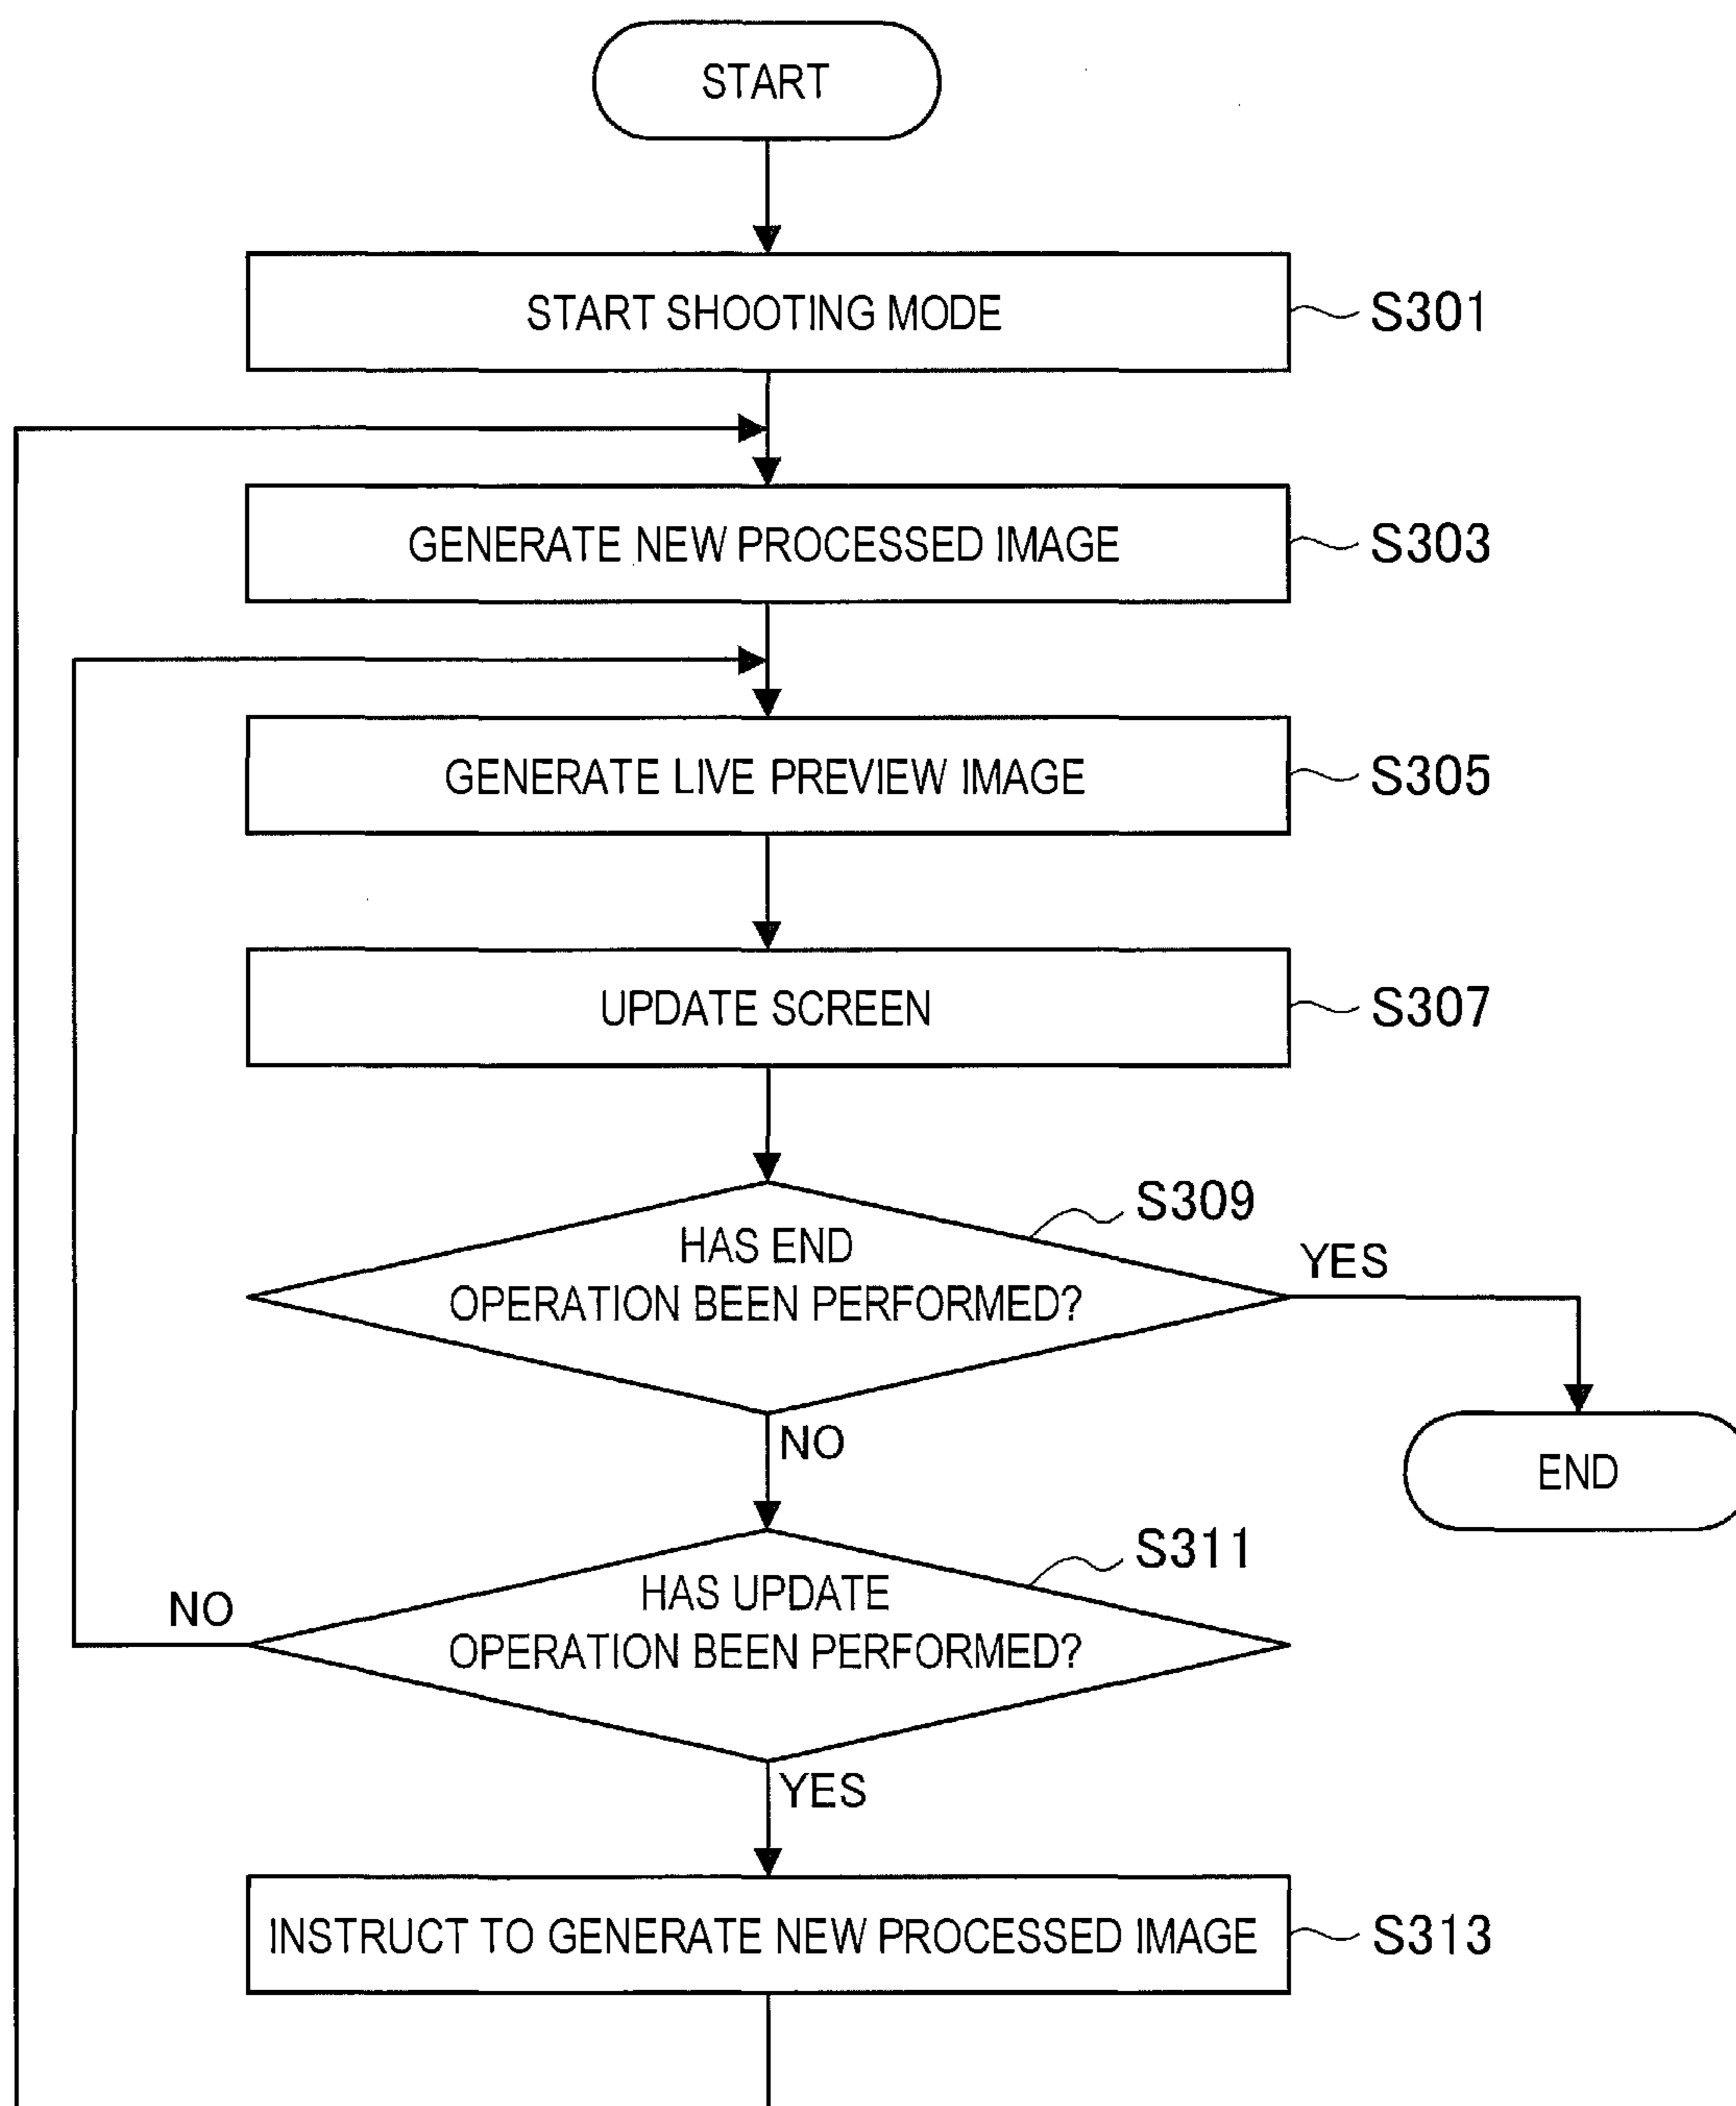 START
START SHOOTING MODE
S301
GENERATE NEW PROCESSED IMAGE
S303
GENERATE LIVE PREVIEW IMAGE
S305
UPDATE SCREEN
S307
S309
HAS END
OPERATION BEEN PERFORMED?
YES
NO
END
S311
HAS UPDATE
OPERATION BEEN PERFORMED?
NO
YES
INSTRUCT TO GENERATE NEW PROCESSED IMAGE
S313